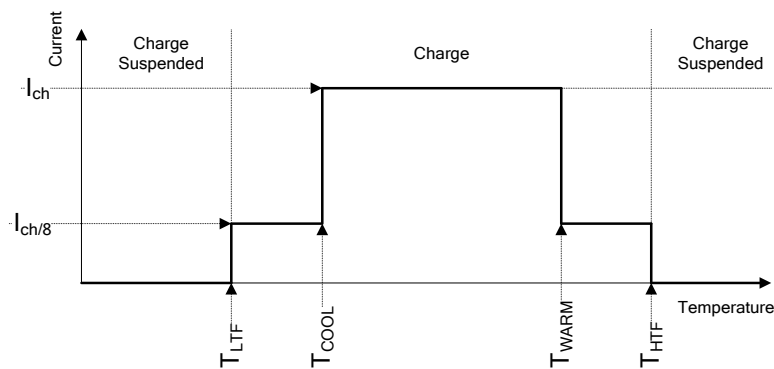 Current
Charge
Suspended
Charge
Charge
Suspended
Ich
Ich/8
Temperature
TLTF
TCOOL
TWARM
THTF